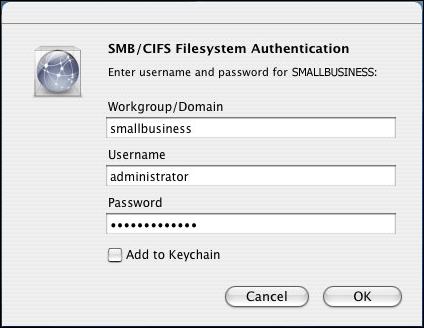 SMB/CIFS Filesystem Authentication
Enter username and password for SMALLBUSINESS:
Workgroup/Domain
smallbusiness
Username
administrator
Password
•••••••••••••
Add to Keychain
Cancel OK